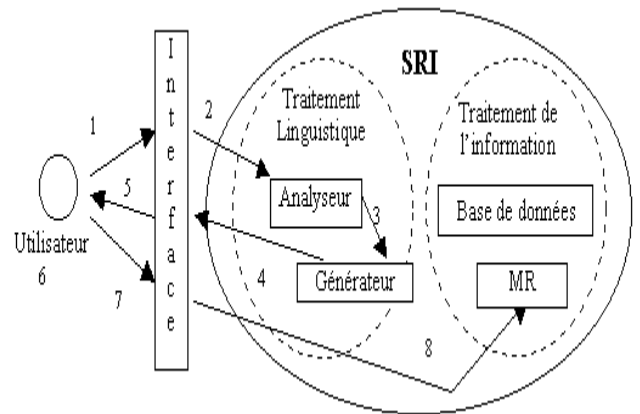 SRI
Interface
Traitement
Linguistique
Traitement de
l'information
1
2
Analyseur
3
Base de données
5
Utilisateur
6
4
Générateur
MR
7
8